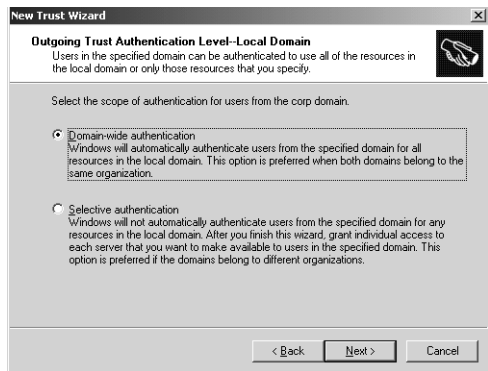 New Trust Wizard
Outgoing Trust Authentication Level--Local Domain
Users in the specified domain can be authenticated to use all of the resources in
the local domain or only those resources that you specify.
Select the scope of authentication for users from the corp domain.
Domain-wide authentication
Windows will automatically authenticate users from the specified domain for all
resources in the local domain. This option is preferred when both domains belong to the
same organization.
Selective authentication
Windows will not automatically authenticate users from the specified domain for any
resources in the local domain. After you finish this wizard, grant individual access to
each server that you want to make available to users in the specified domain. This
option is preferred if the domains belong to different organizations.
< Back Next > Cancel